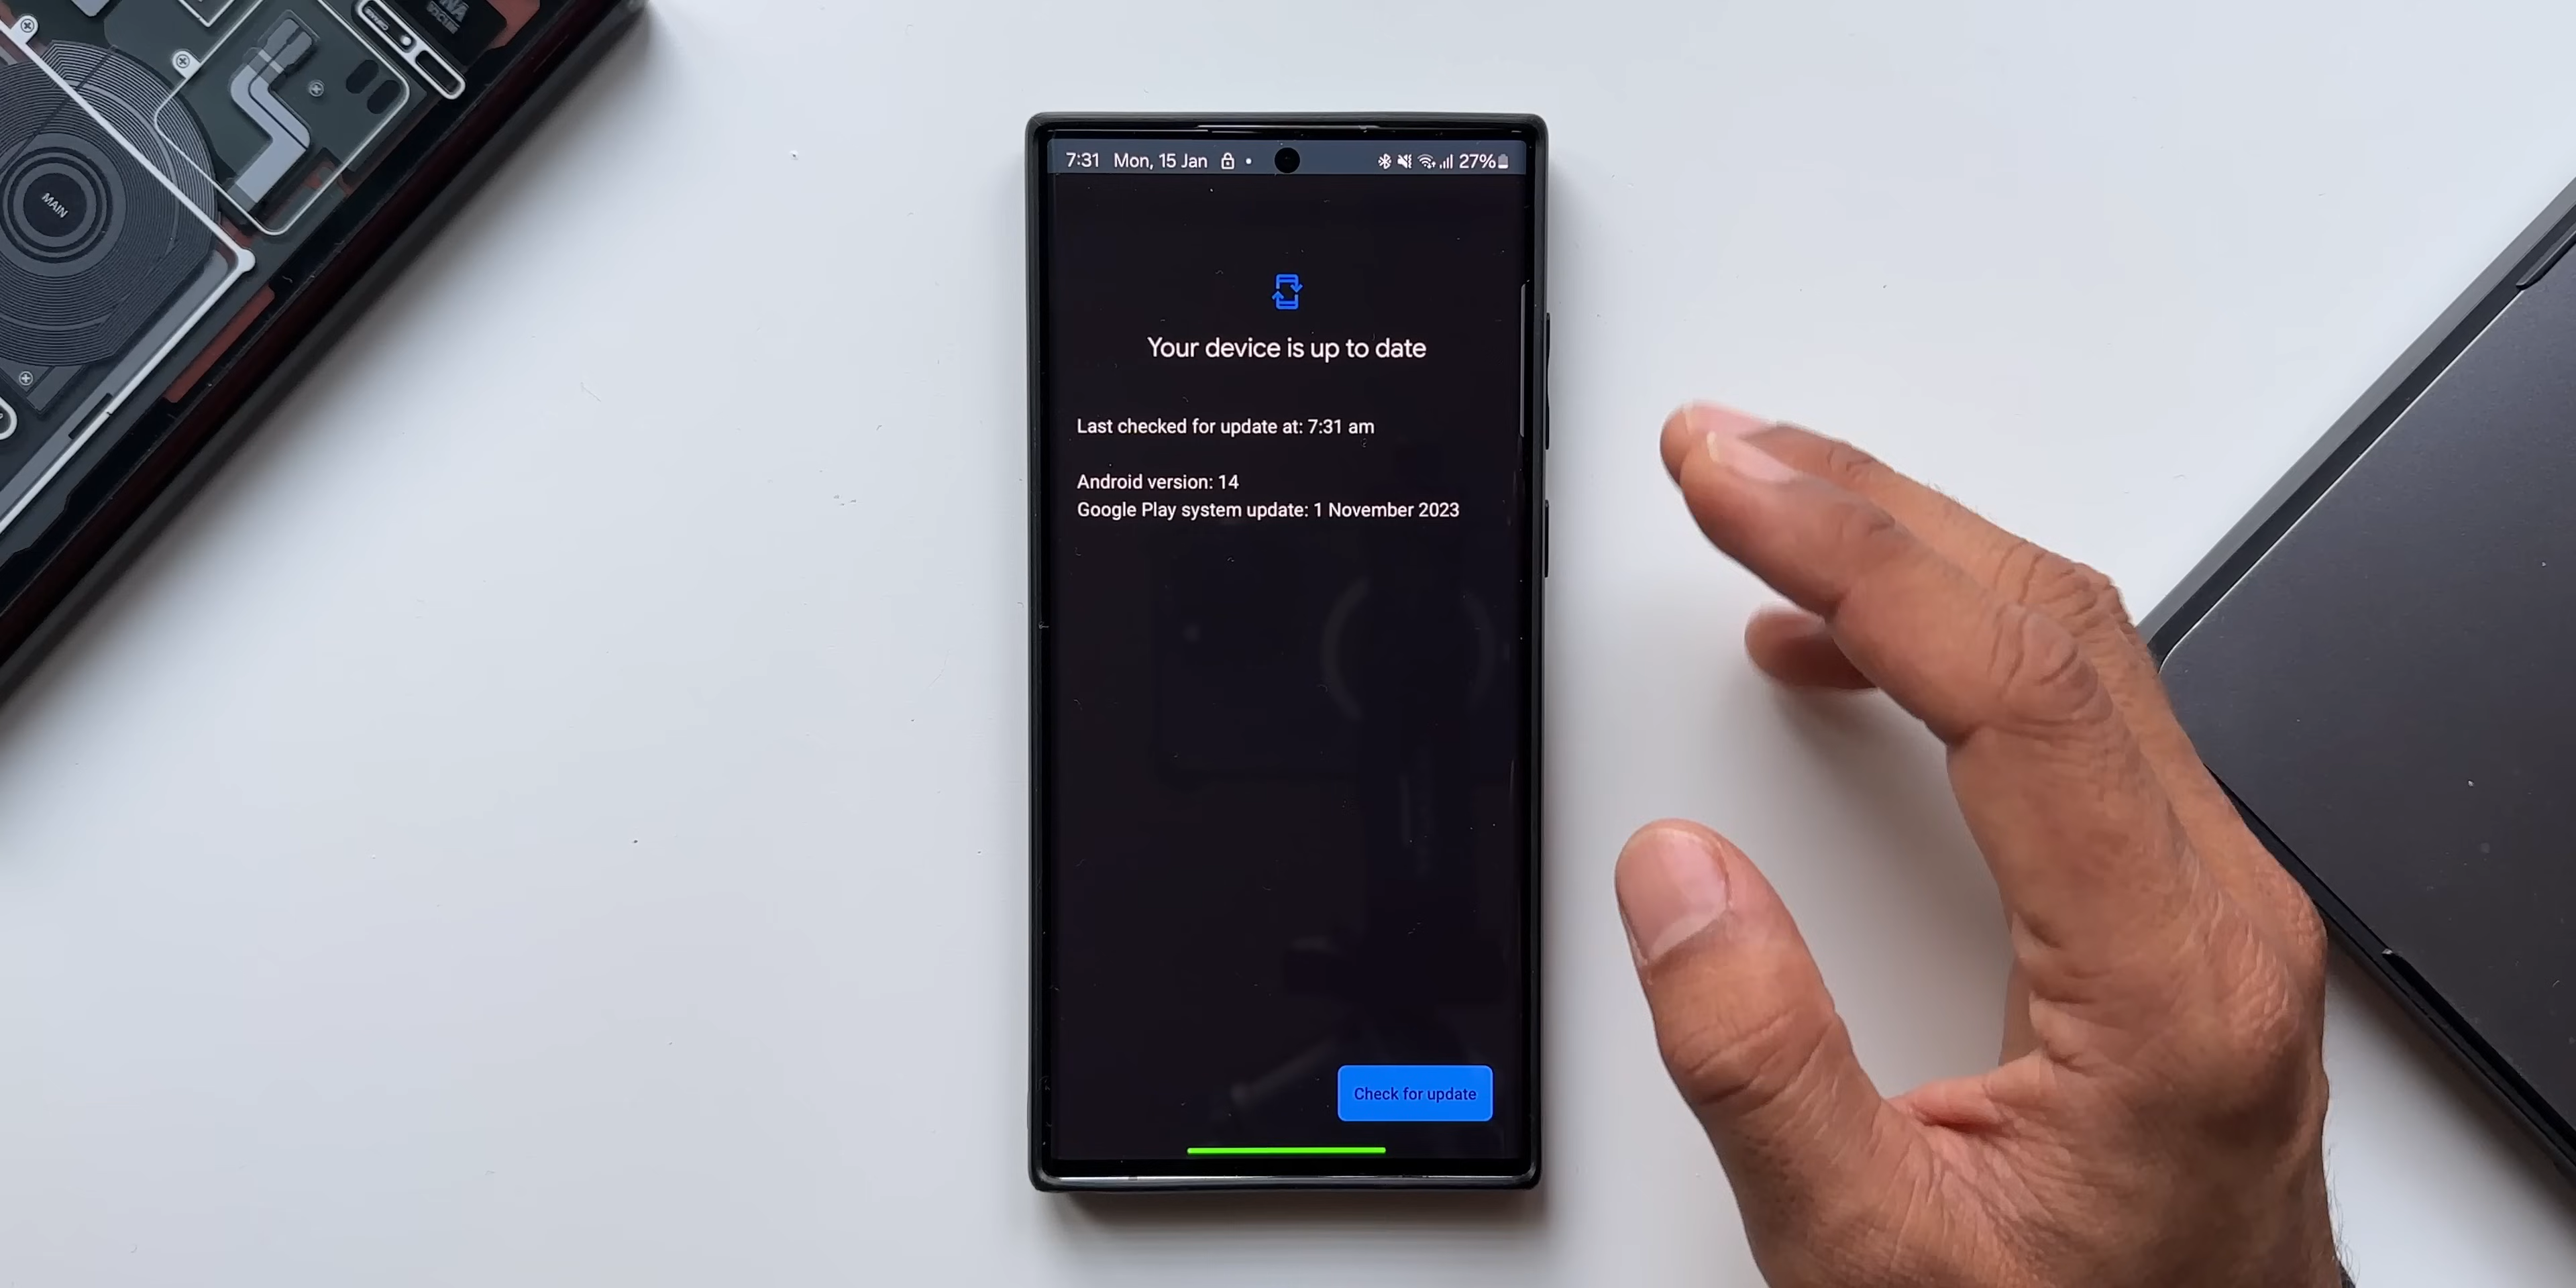 MAIN
7:31 Mon, 15 Jan 27%
Your device is up to date
Last checked for update at: 7:31 am
Android version: 14
Google Play system update: 1 November 2023
Check for update